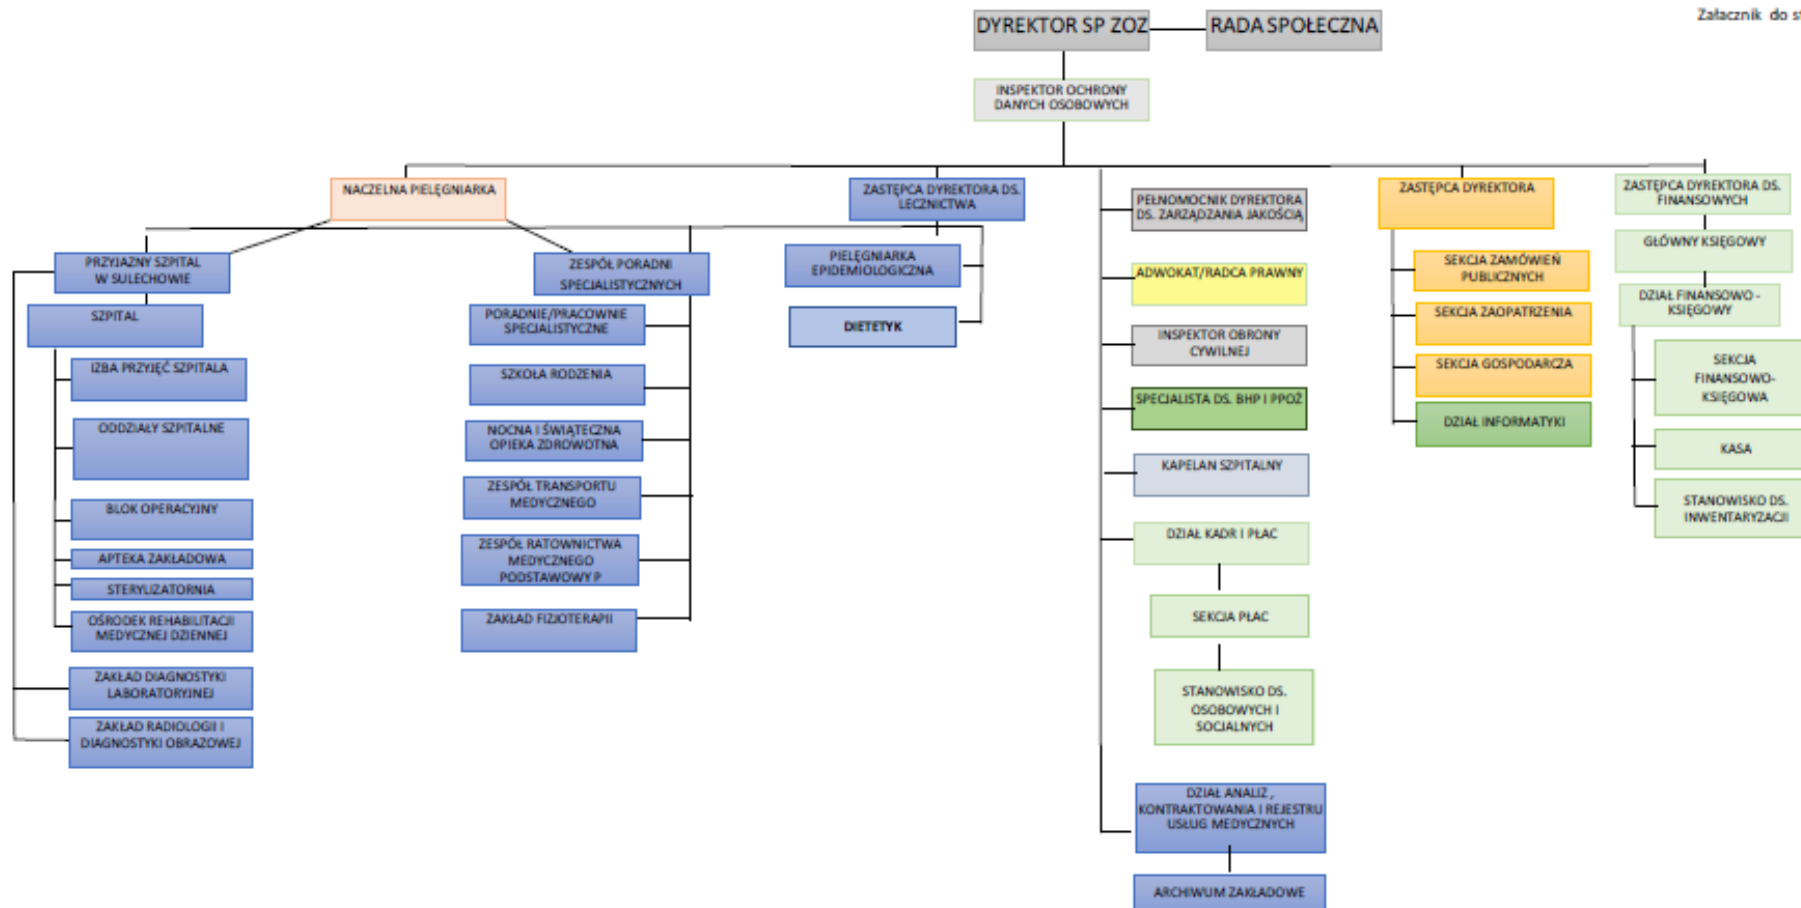 DYREKTOR SP ZOZ
RADA SPOŁECZNA
Załacznik do
INSPEKTOR OCHRONY
DANYCH OSOBOWYCH
NACZELNA PIELĘGNIARKA
ZASTĘPCA DYREKTORA DS.
LECZNICTWA
PEŁNOMOCNIK DYREKTORA
DS. ZARZĄDZANIA JAKOŚCIĄ
ZASTĘPCA DYREKTORA
ZASTĘPCA DYREKTORA DS.
FINANSOWYCH
PRZYJAZNY SZPITAL
W SULECHOWIE
ZESPÓŁ PORADNI
SPECJALISTYCZNYCH
PIELĘGNIARKA
EPIDEMIOLOGICZNA
ADWOKAT/RADCA PRAWNY
SEKCJA ZAMÓWIEŃ
PUBLICZNYCH
GŁÓWNY KSIĘGOWY
SZPITAL
PORADNIE/PRACOWNIE
SPECJALISTYCZNE
DIETETYK
INSPEKTOR OBRONY
CYWILNEJ
SEKCJA ZAOPATRZENIA
DZIAŁ FINANSOWO -
KSIĘGOWY
IZBA PRZYJĘĆ SZPITALA
SZKOŁA RODZENIA
SPECJALISTA DS. BHP I PPOŻ
SEKCJA GOSPODARCZA
SEKCJA
FINANSOWO-
KSIĘGOWA
ODDZIAŁY SZPITALNE
NOCNA I ŚWIĄTECZNA
OPIEKA ZDROWOTNA
DZIAŁ INFORMATYKI
KASA
ZESPÓŁ TRANSPORTU
MEDYCZNEGO
KAPELAN SZPITALNY
STANOWISKO DS.
INWENTARYZACJI
BLOK OPERACYJNY
ZESPÓŁ RATOWNICTWA
MEDYCZNEGO
PODSTAWOWY P
DZIAŁ KADR I PŁAC
APTEKA ZAKŁADOWA
STERYLIZATORNIA
OŚRODEK REHABILITACJI
MEDYCZNEJ DZIENNEJ
ZAKŁAD FIZJOTERAPII
SEKCJA PŁAC
ZAKŁAD DIAGNOSTYKI
LABORATORYJNEJ
STANOWISKO DS.
OSOBOWYCH I
SOCJALNYCH
ZAKŁAD RADIOLOGII I
DIAGNOSTYKI OBRAZOWEJ
DZIAŁ ANALIZ ,
KONTRAKTOWANIA I REJESTRU
USŁUG MEDYCZNYCH
ARCHIWUM ZAKŁADOWE